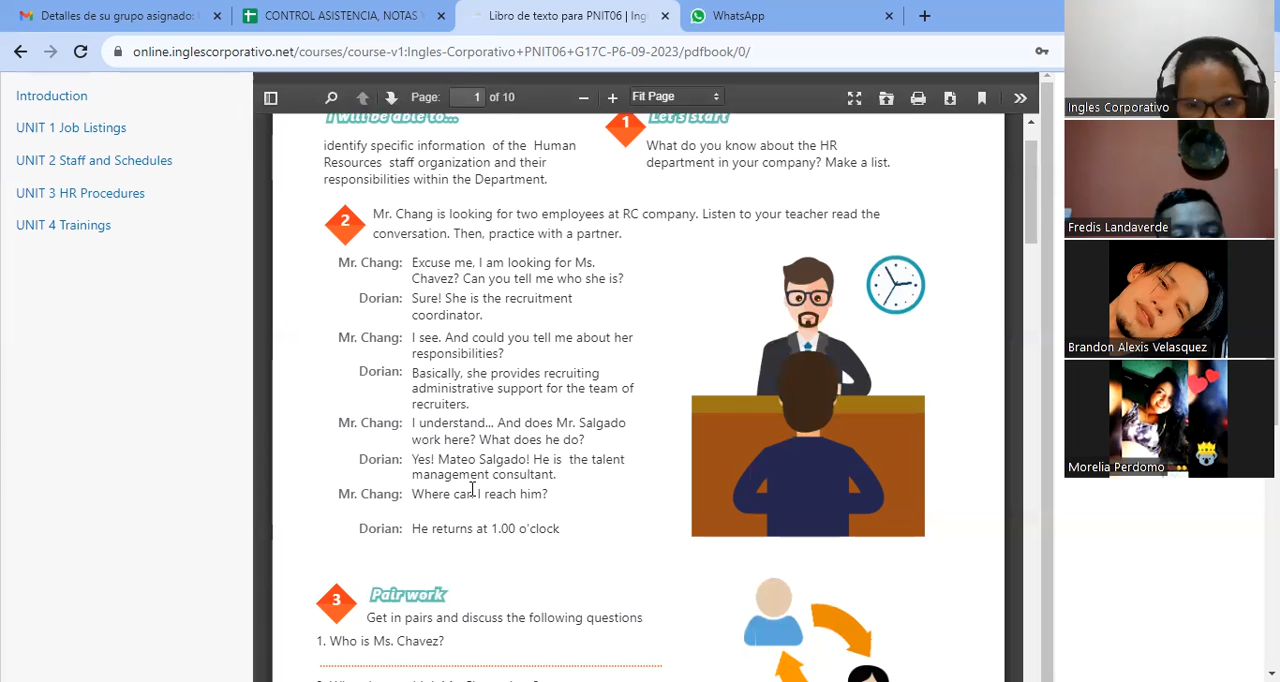 Detalles de su grupo asignado: I
CONTROL ASISTENCIA, NOTAS Y
Libro de texto para PNIT06 | Ingl
WhatsApp
online.inglescorporativo.net/courses/course-v1:Ingles-Corporativo+PNIT06+G17C-P6-09-2023/pdfbook/0/
Introduction
UNIT 1 Job Listings
UNIT 2 Staff and Schedules
UNIT 3 HR Procedures
UNIT 4 Trainings
Page: 1 of 10
Fit Page
I will be able to...
identify specific information of the Human
Resources staff organization and their
responsibilities within the Department.
1 Let's start
What do you know about the HR
department in your company? Make a list.
2 Mr. Chang is looking for two employees at RC company. Listen to your teacher read the
conversation. Then, practice with a partner.
Mr. Chang: Excuse me, I am looking for Ms.
Chavez? Can you tell me who she is?
Dorian: Sure! She is the recruitment
coordinator.
Mr. Chang: I see. And could you tell me about her
responsibilities?
Dorian: Basically, she provides recruiting
administrative support for the team of
recruiters.
Mr. Chang: I understand... And does Mr. Salgado
work here? What does he do?
Dorian: Yes! Mateo Salgado! He is the talent
management consultant.
Mr. Chang: Where can I reach him?
Dorian: He returns at 1.00 o'clock
3 Pair work
Get in pairs and discuss the following questions
1. Who is Ms. Chavez?
Ingles Corporativo
Fredis Landaverde
Brandon Alexis Velasquez
Morelia Perdomo